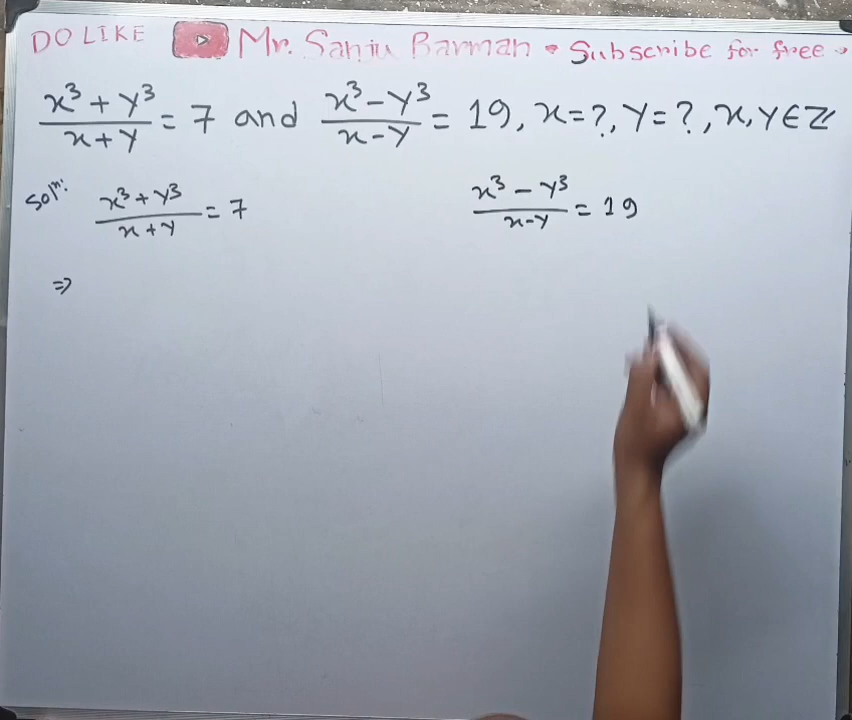 DO LIKE Mr. Sanju Barman • Subscribe for free
x³ + y³ / x + y = 7 and x³ - y³ / x - y = 19, x = ?, y = ?, x, y ∈ ℤ
Solⁿ: x³ + y³ / x + y = 7 x³ - y³ / x - y = 19
⇒